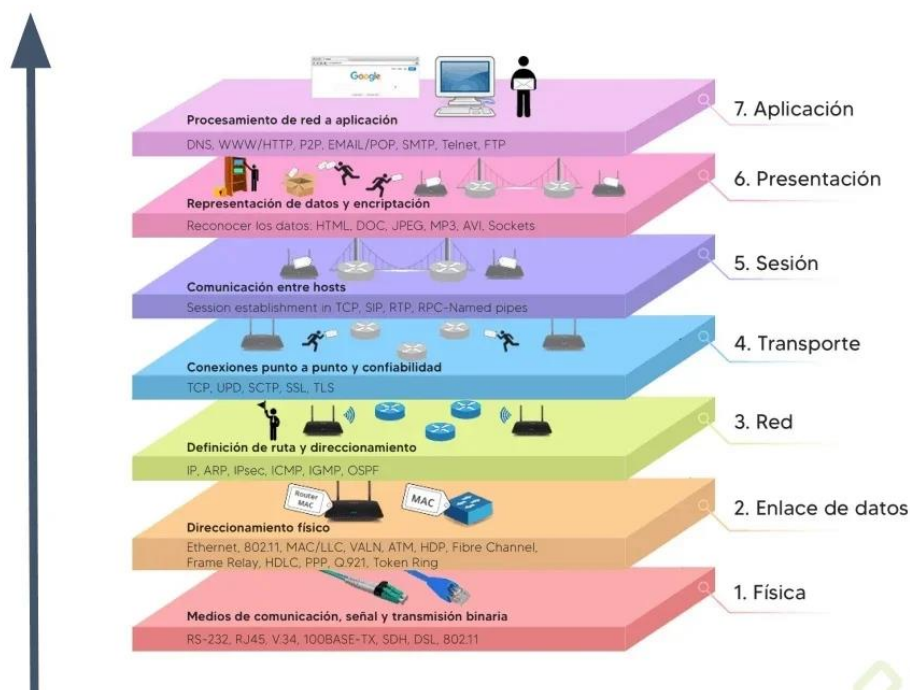 Google
Procesamiento de red a aplicación
DNS, WWW/HTTP, P2P, EMAIL/POP, SMTP, Telnet, FTP
7. Aplicación
Representación de datos y encriptación
Reconocer los datos: HTML, DOC, JPEG, MP3, AVI, Sockets
6. Presentación
Comunicación entre hosts
Session establishment in TCP, SIP, RTP, RPC-Named pipes
5. Sesión
Conexiones punto a punto y confiabilidad
TCP, UPD, SCTP, SSL, TLS
4. Transporte
Definición de ruta y direccionamiento
IP, ARP, IPsec, ICMP, IGMP, OSPF
3. Red
Router
MAC
MAC
Direccionamiento físico
Ethernet, 802.11, MAC/LLC, VALN, ATM, HDP, Fibre Channel,
Frame Relay, HDLC, PPP, Q.921, Token Ring
2. Enlace de datos
Medios de comunicación, señal y transmisión binaria
RS-232, RJ45, V.34, 100BASE-TX, SDH, DSL, 802.11
1. Física